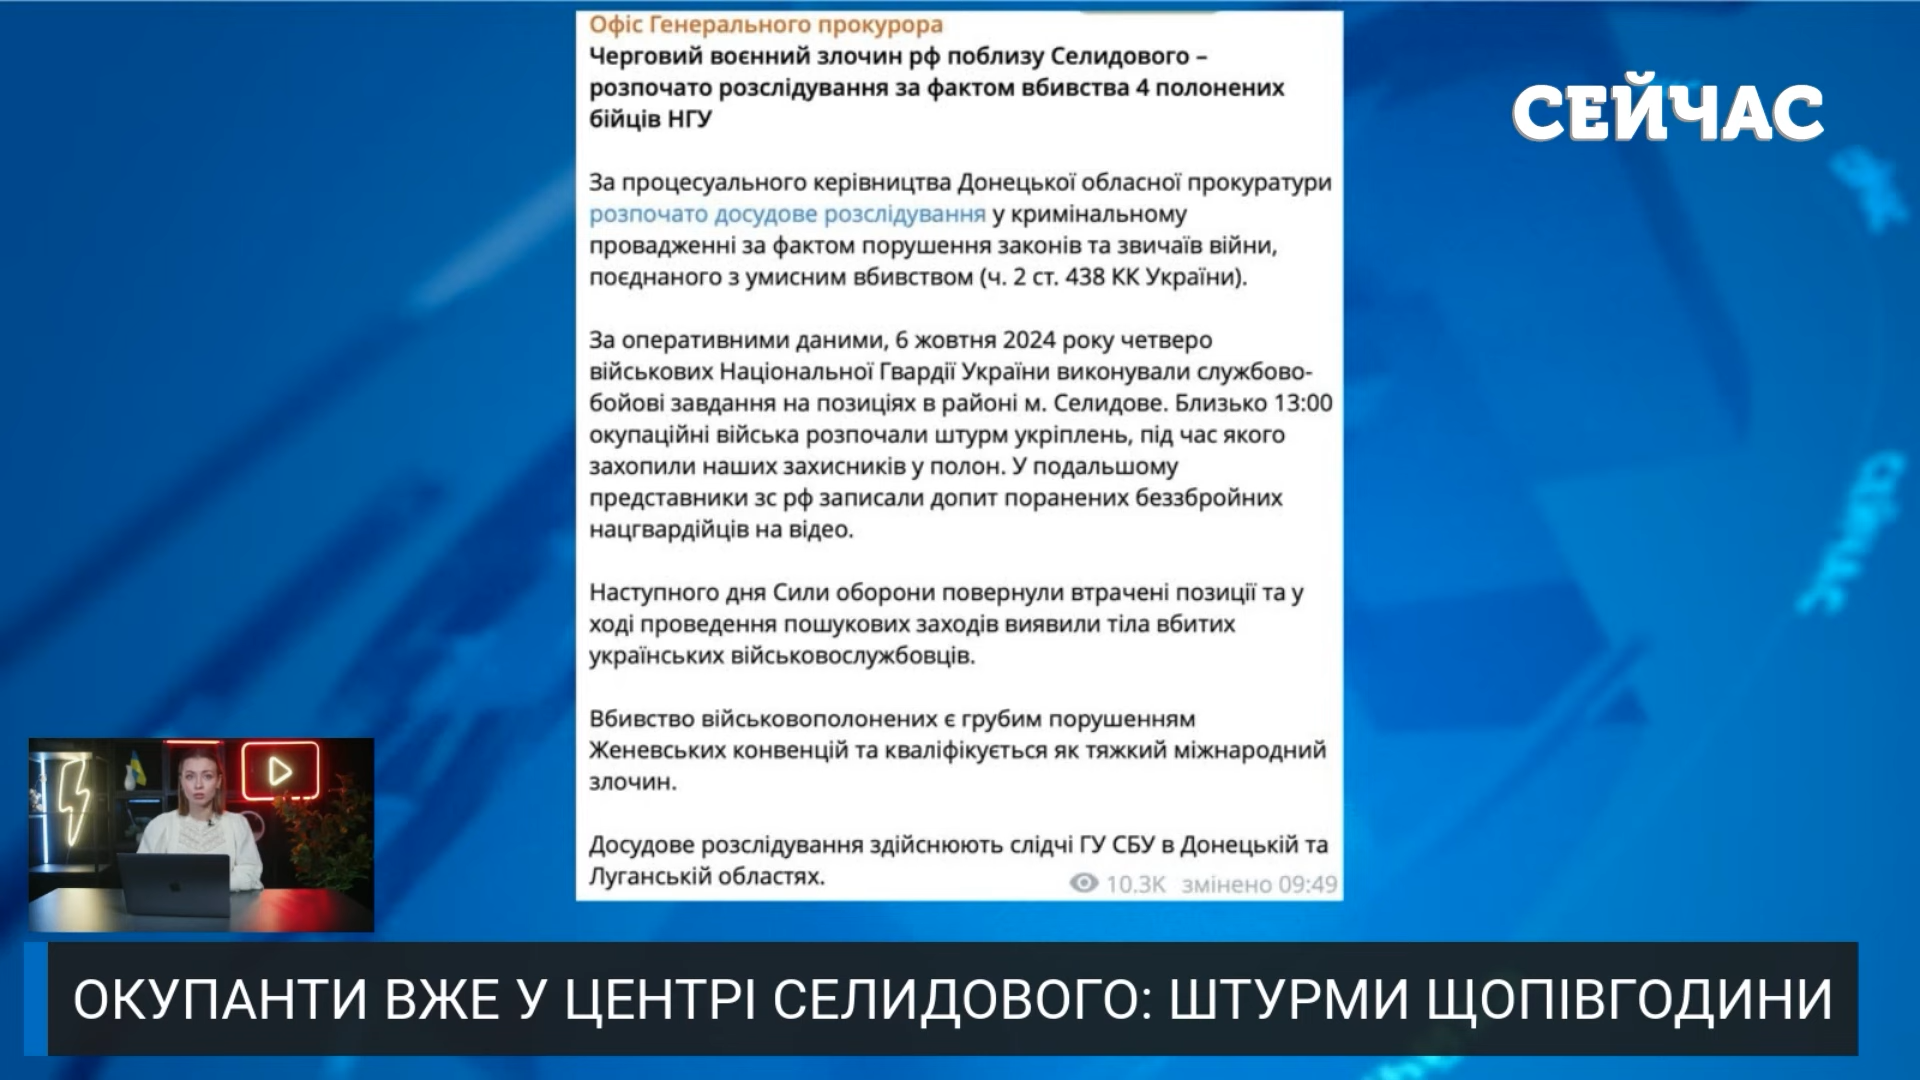 Офіс Генерального прокурора
Черговий воєнний злочин рф поблизу Селидового –
розпочато розслідування за фактом вбивства 4 полонених
бійців НГУ
За процесуального керівництва Донецької обласної прокуратури
розпочато досудове розслідування у кримінальному
провадженні за фактом порушення законів та звичаїв війни,
поєднаного з умисним вбивством (ч. 2 ст. 438 КК України).
За оперативними даними, 6 жовтня 2024 року четверо
військових Національної Гвардії України виконували службово-
бойові завдання на позиціях в районі м. Селидове. Близько 13:00
окупаційні війська розпочали штурм укріплень, під час якого
захопили наших захисників у полон. У подальшому
представники зс рф записали допит поранених беззбройних
нацгвардійців на відео.
Наступного дня Сили оборони повернули втрачені позиції та у
ході проведення пошукових заходів виявили тіла вбитих
українських військовослужбовців.
Вбивство військовополонених є грубим порушенням
Женевських конвенцій та кваліфікується як тяжкий міжнародний
злочин.
Досудове розслідування здійснюють слідчі ГУ СБУ в Донецькій та
Луганській областях.
10.3K змінено 09:49
СЕЙЧАС
ОКУПАНТИ ВЖЕ У ЦЕНТРІ СЕЛИДОВОГО: ШТУРМИ ЩОПІВГОДИНИ